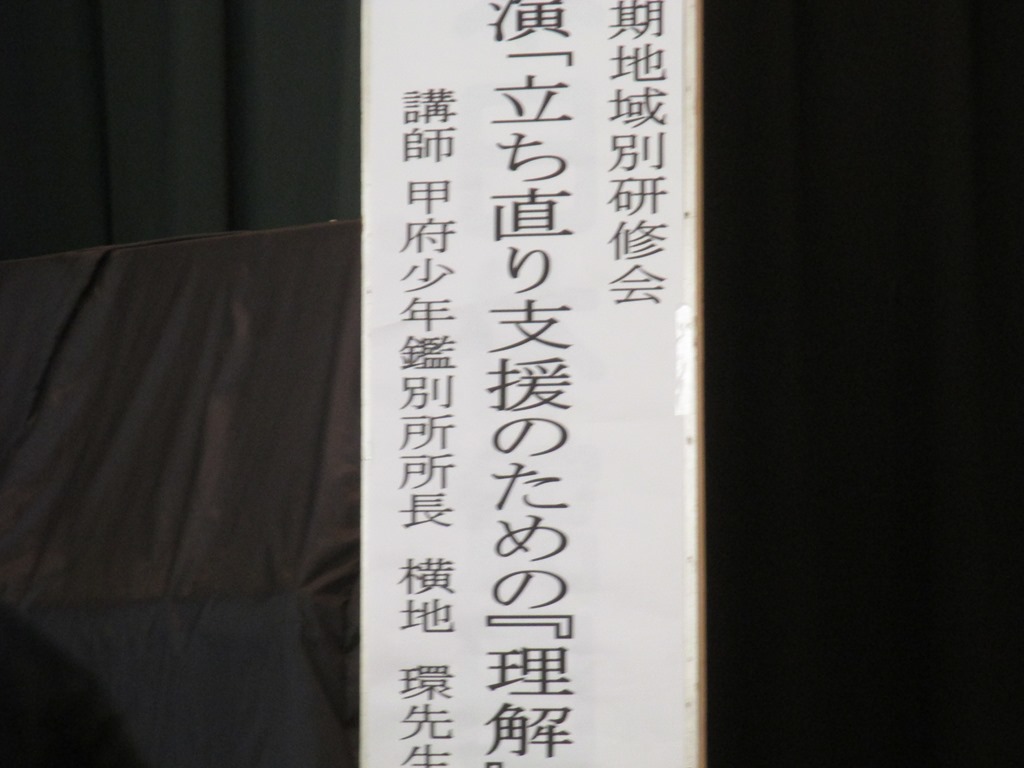 期地域別研修会
演「立ち直り支援のための『理解』
講師 甲府少年鑑別所所長 横地 環先生